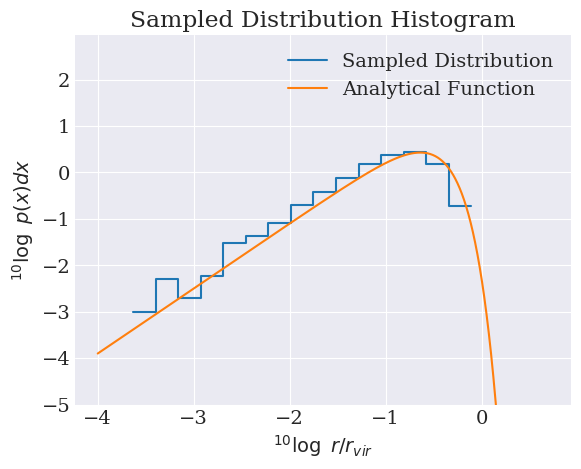 Sampled Distribution Histogram
Sampled Distribution
Analytical Function
2
1
0
−1
−2
−3
−4
−5
¹⁰log p(x)dx
−4 −3 −2 −1 0
¹⁰log r/r_vir